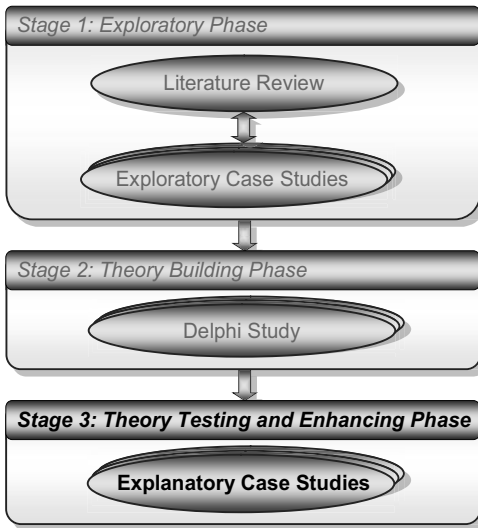 Stage 1: Exploratory Phase
Literature Review
Exploratory Case Studies
Stage 2: Theory Building Phase
Delphi Study
Stage 3: Theory Testing and Enhancing Phase
Explanatory Case Studies